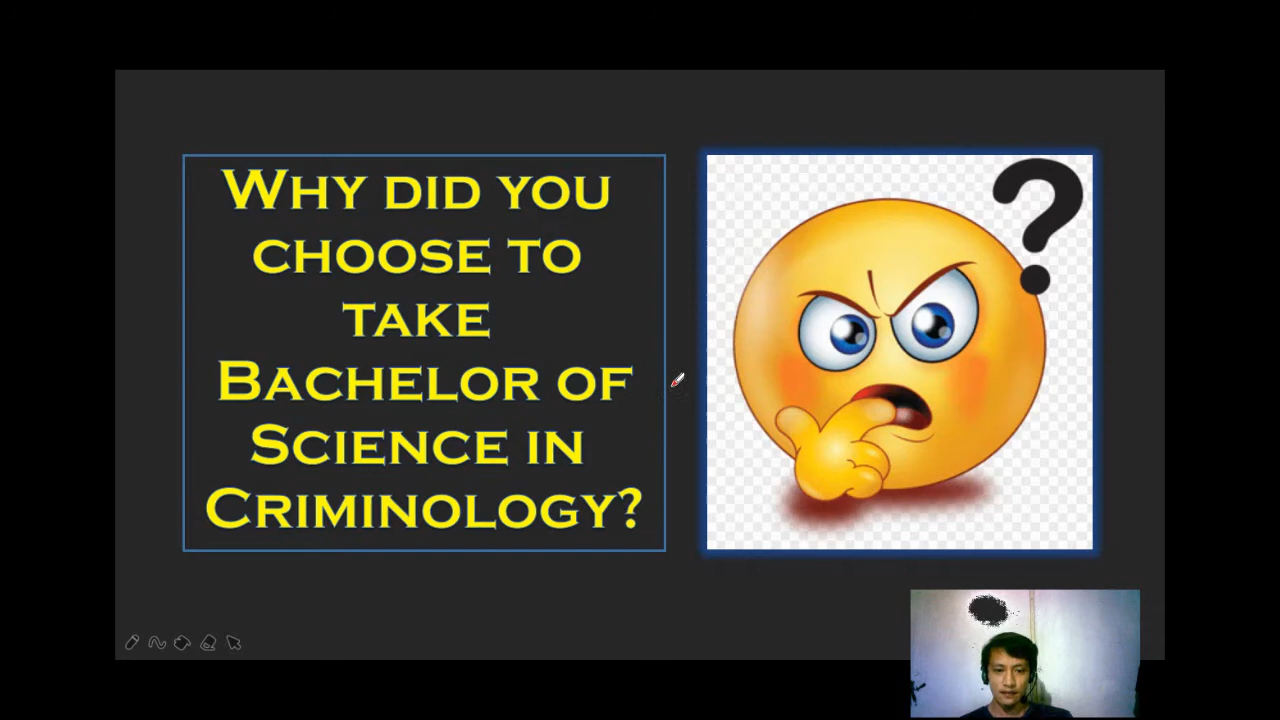 Why did you
choose to
take
Bachelor of
Science in
Criminology?